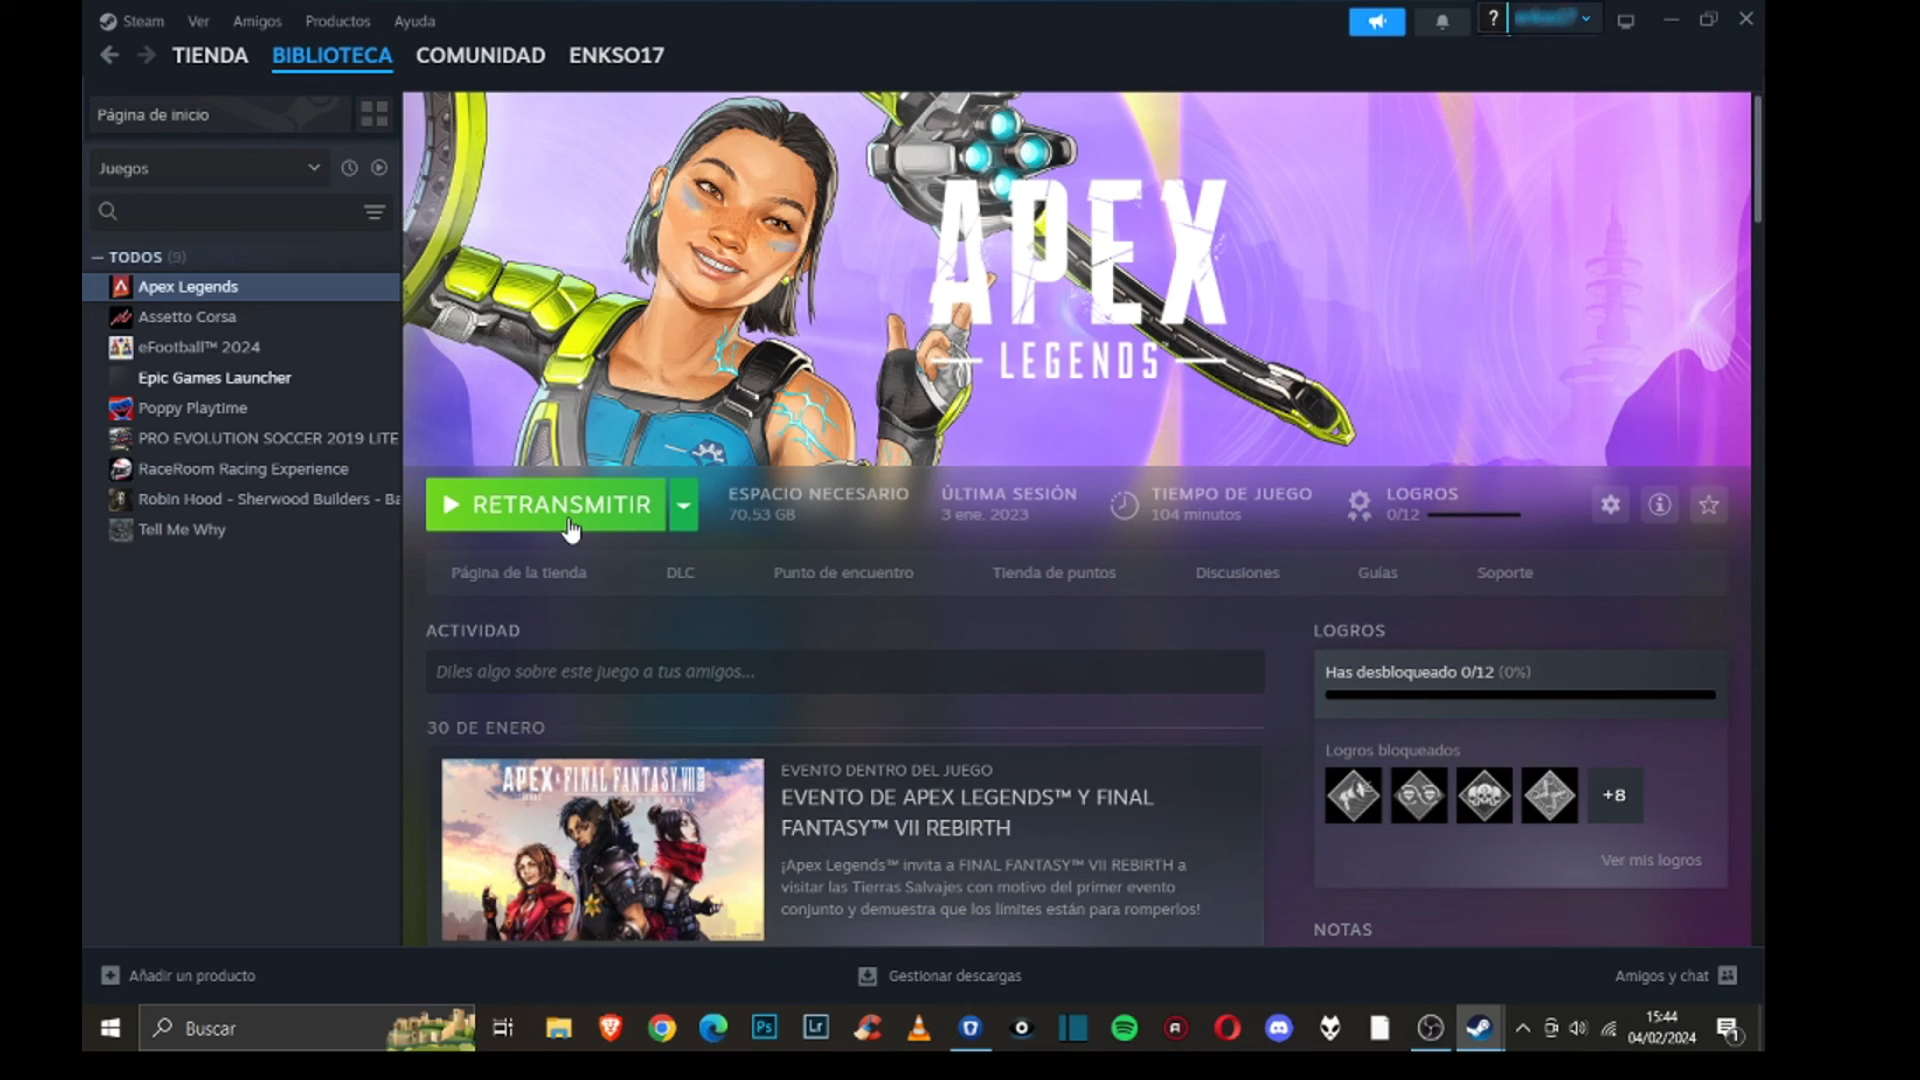 Steam Ver Amigos Productos Ayuda
?
TIENDA BIBLIOTECA COMUNIDAD ENKSO17
Página de inicio
Juegos
TODOS (9)
Apex Legends
Assetto Corsa
eFootball™ 2024
Epic Games Launcher
Poppy Playtime
PRO EVOLUTION SOCCER 2019 LITE
RaceRoom Racing Experience
Robin Hood - Sherwood Builders - Ba
Tell Me Why
APEX
LEGENDS™
RETRANSMITIR
ESPACIO NECESARIO
70,53 GB
ÚLTIMA SESIÓN
3 ene. 2023
TIEMPO DE JUEGO
104 minutos
LOGROS
0/12
Página de la tienda DLC Punto de encuentro Tienda de puntos Discusiones Guías Soporte
ACTIVIDAD
Diles algo sobre este juego a tus amigos...
30 DE ENERO
APEX FINAL FANTASY VII
EVENTO DENTRO DEL JUEGO
EVENTO DE APEX LEGENDS™ Y FINAL
FANTASY™ VII REBIRTH
¡Apex Legends™ invita a FINAL FANTASY™ VII REBIRTH a
visitar las Tierras Salvajes con motivo del primer evento
conjunto y demuestra que los límites están para romperlos!
LOGROS
Has desbloqueado 0/12 (0%)
Logros bloqueados
+8
Ver mis logros
NOTAS
Añadir un producto
Gestionar descargas
Amigos y chat
Buscar
Ps
Lr
15:44
04/02/2024
1